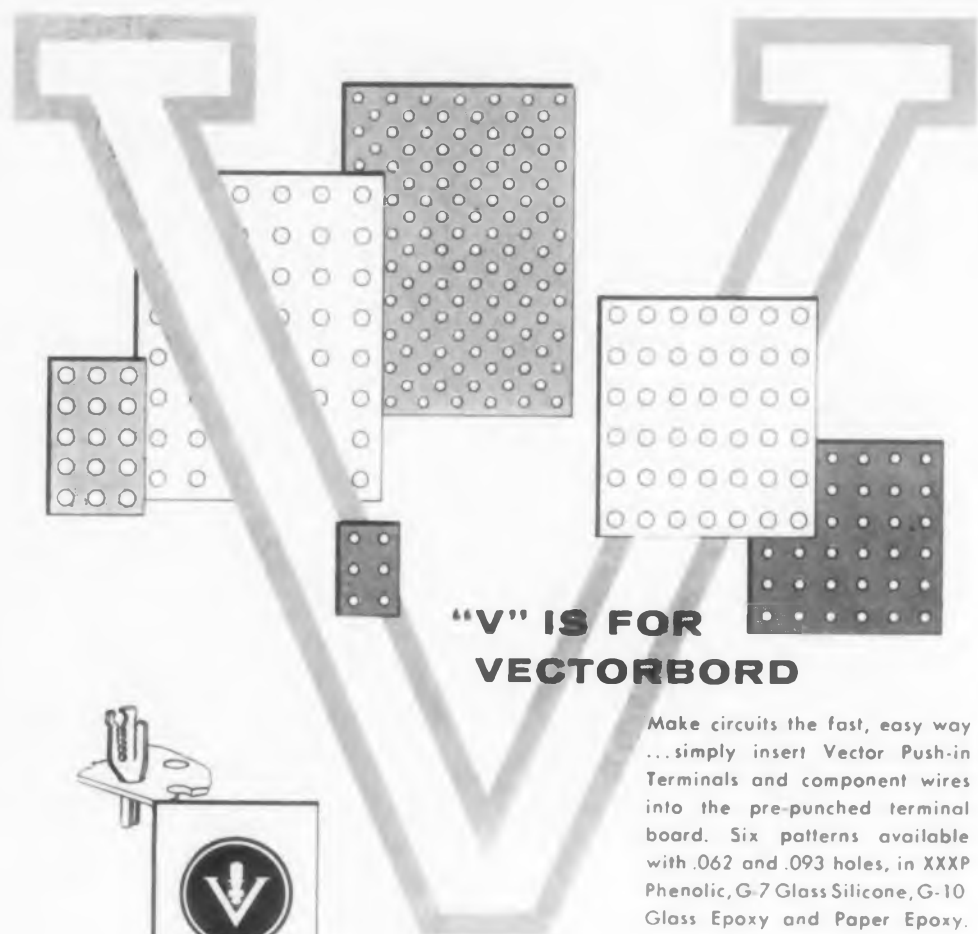 "V" IS FOR
VECTORBORD
Make circuits the fast, easy way
...simply insert Vector Push-in
Terminals and component wires
into the pre-punched terminal
board. Six patterns available
with .062 and .093 holes, in XXXP
Phenolic, G-7 Glass Silicone, G-10
Glass Epoxy and Paper Epoxy.